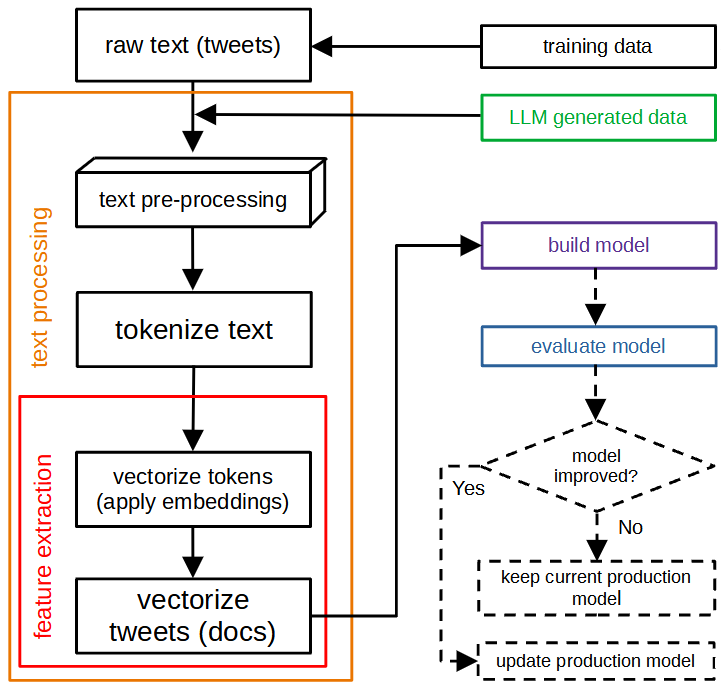 raw text (tweets)
training data
LLM generated data
text processing
text pre-processing
tokenize text
feature extraction
vectorize tokens
(apply embeddings)
vectorize
tweets (docs)
build model
evaluate model
model
improved?
Yes
No
keep current production
model
update production model